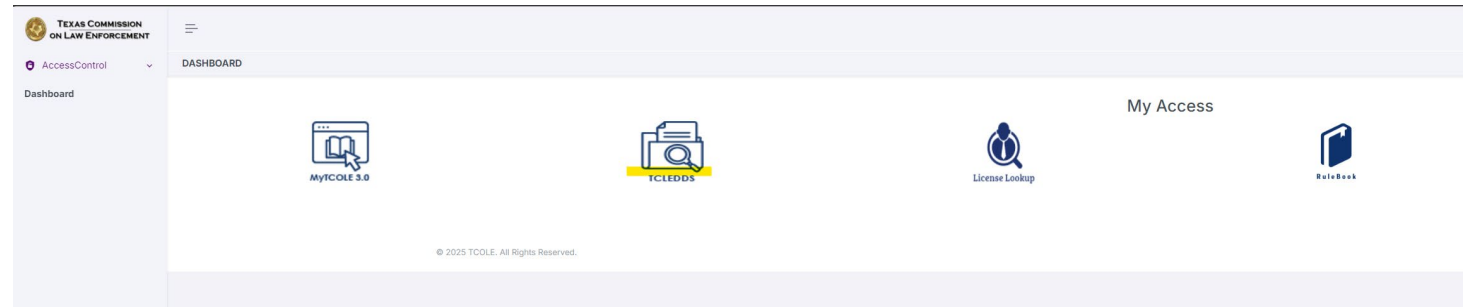 TEXAS COMMISSION
ON LAW ENFORCEMENT
AccessControl
DASHBOARD
Dashboard
My Access
MyTCOLE 3.0
TCLEDDS
License Lookup
RuleBook
© 2025 TCOLE. All Rights Reserved.